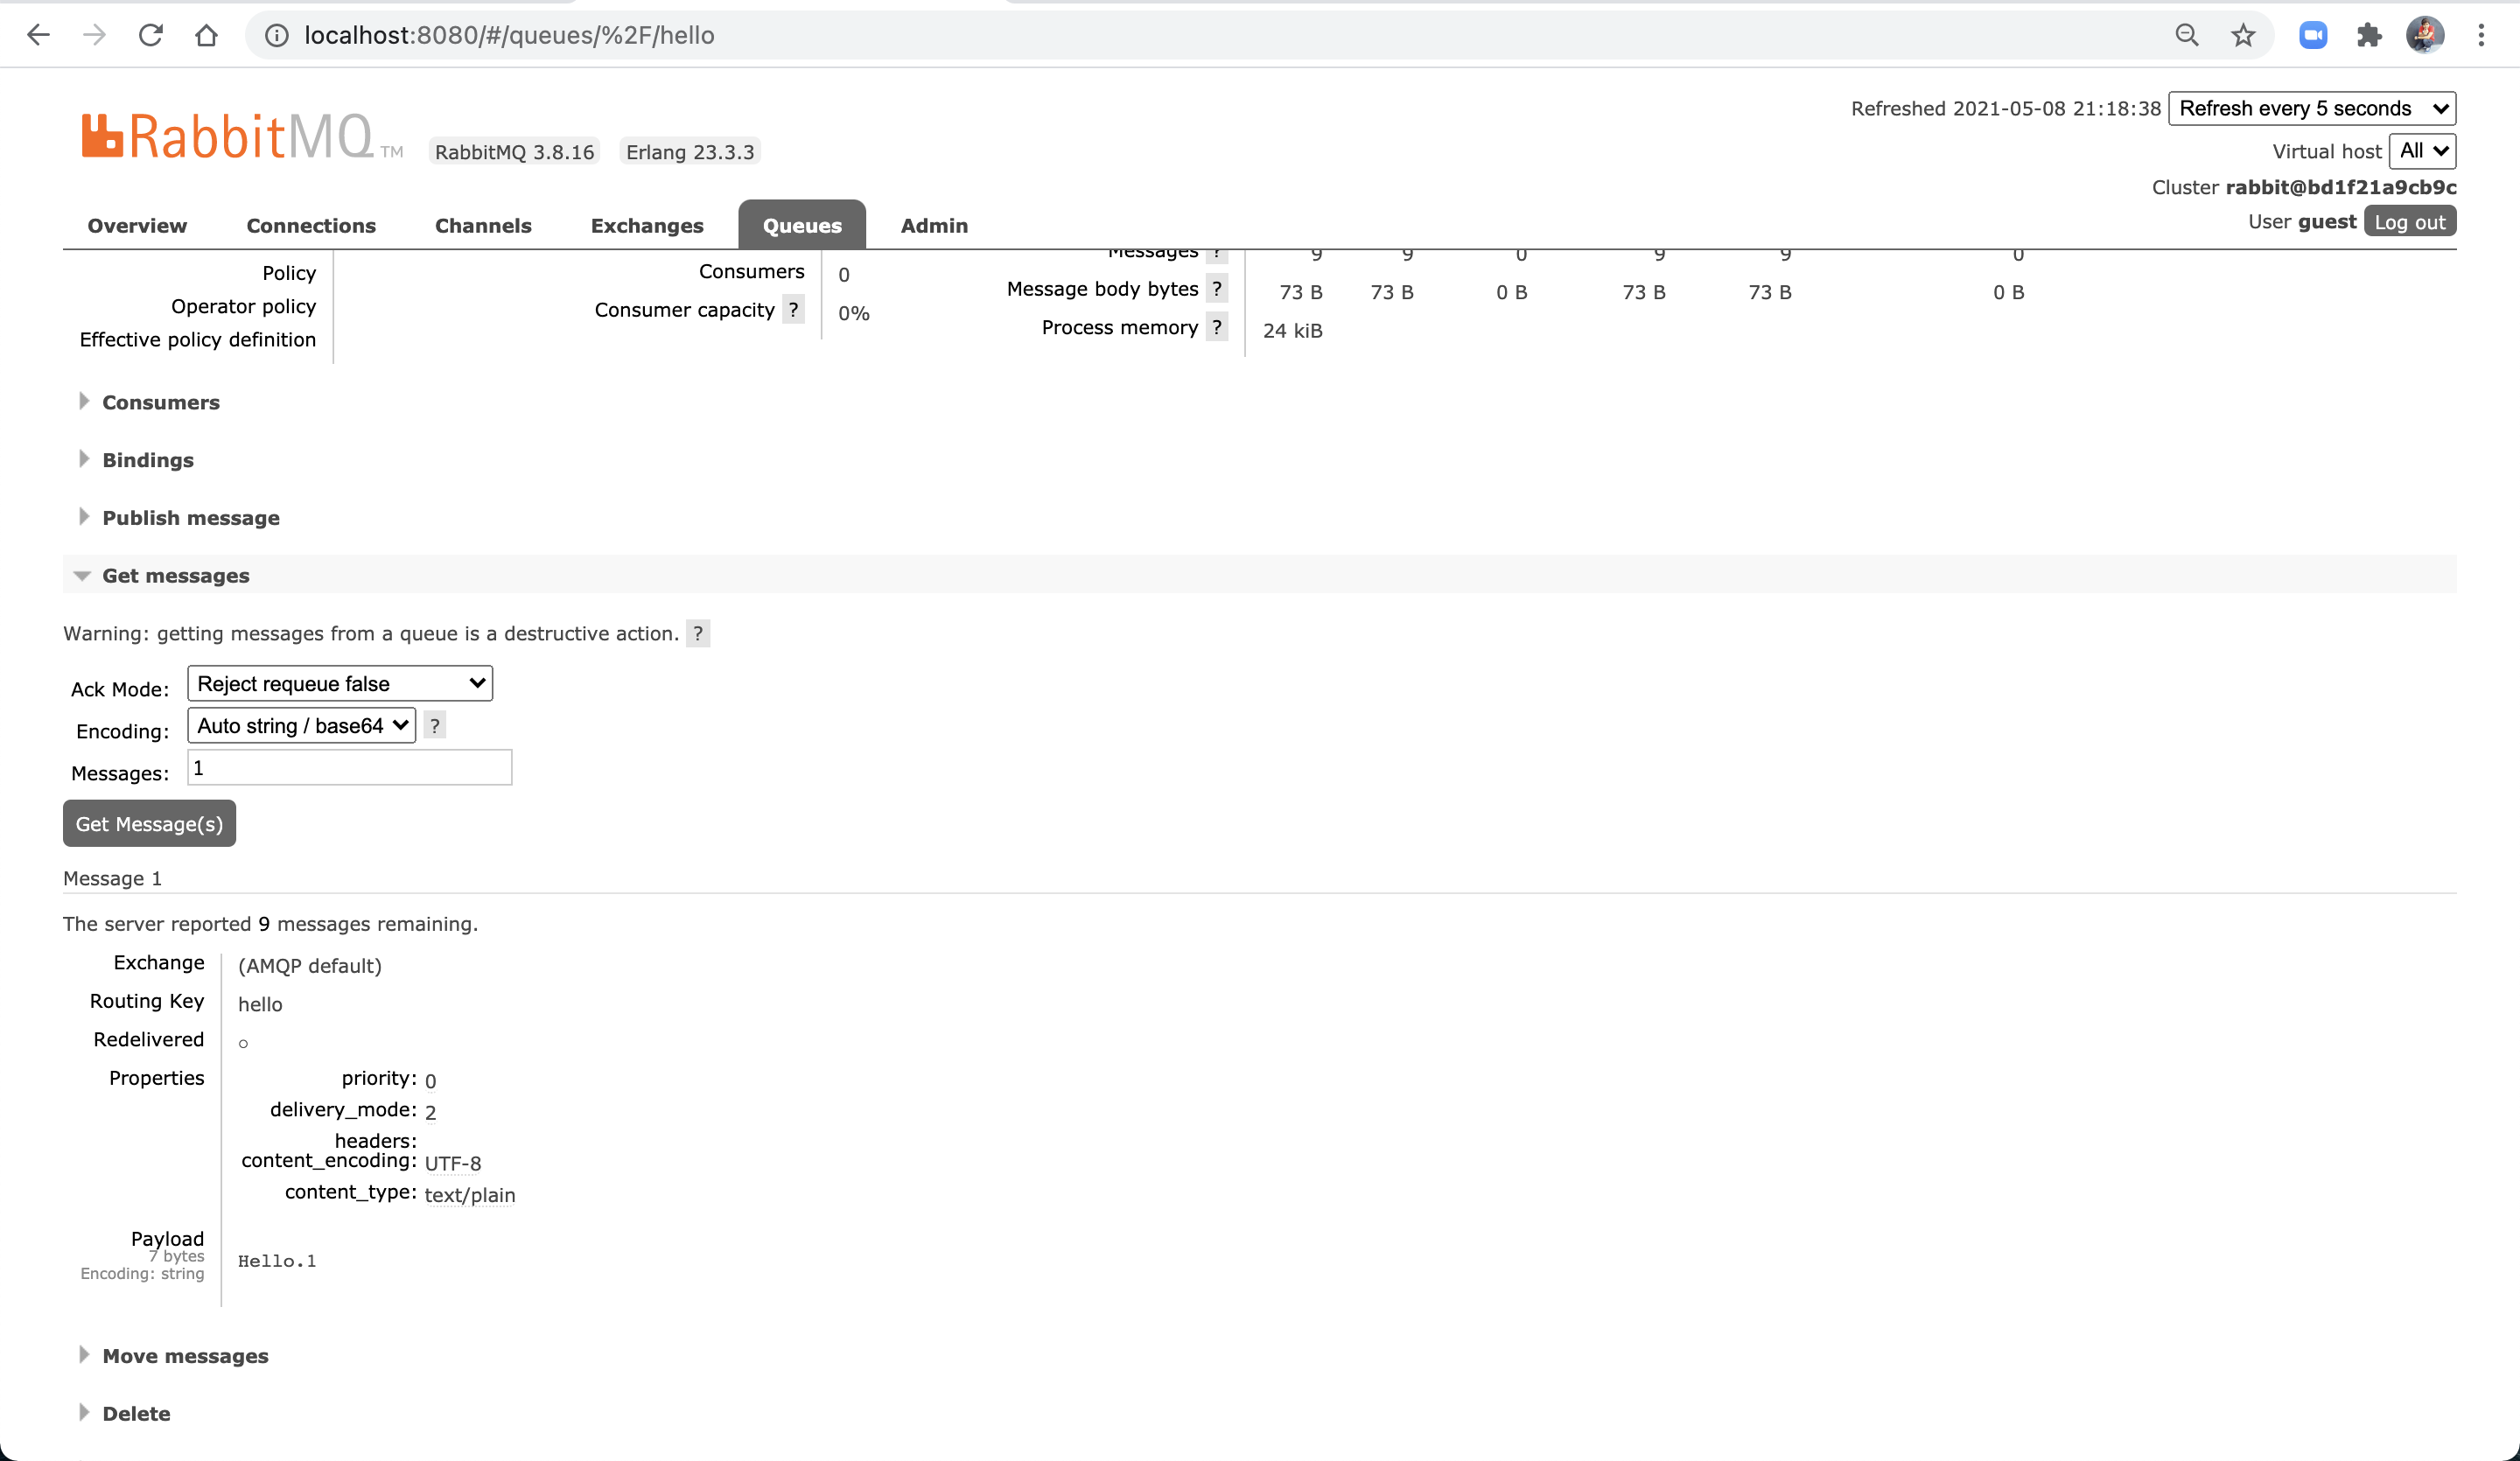 localhost:8080/#/queues/%2F/hello
RabbitMQ TM RabbitMQ 3.8.16 Erlang 23.3.3
Refreshed 2021-05-08 21:18:38 Refresh every 5 seconds
Virtual host All
Cluster rabbit@bd1f21a9cb9c
User guest Log out
Overview Connections Channels Exchanges Queues Admin
Messages ? 9 9 0 9 9 0
Policy Consumers 0
Message body bytes ? 73 B 73 B 0 B 73 B 73 B 0 B
Operator policy Consumer capacity ? 0%
Process memory ? 24 kiB
Effective policy definition
Consumers
Bindings
Publish message
Get messages
Warning: getting messages from a queue is a destructive action. ?
Ack Mode: Reject requeue false
Encoding: Auto string / base64 ?
Messages: 1
Get Message(s)
Message 1
The server reported 9 messages remaining.
Exchange (AMQP default)
Routing Key hello
Redelivered ○
Properties priority: 0
delivery_mode: 2
headers:
content_encoding: UTF-8
content_type: text/plain
Payload
7 bytes
Encoding: string
Hello.1
Move messages
Delete